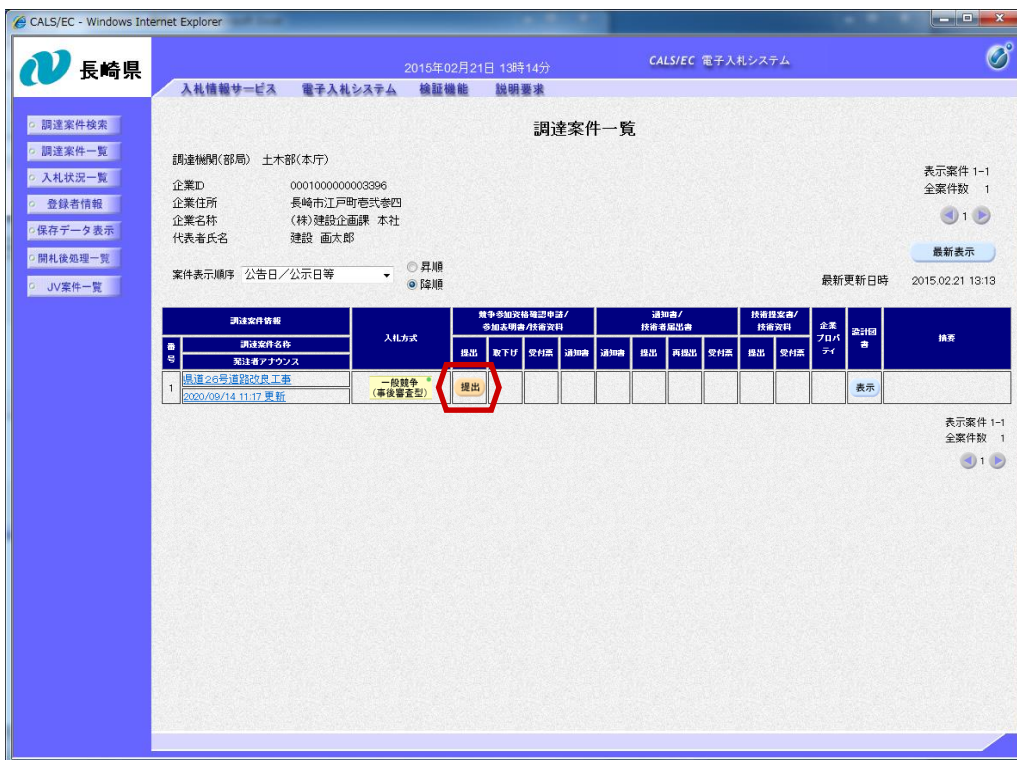 CALS/EC - Windows Internet Explorer
長崎県
2015年02月21日 13時14分
CALS/EC 電子入札システム
入札情報サービス 電子入札システム 検証機能 説明要求
調達案件検索
調達案件一覧
入札状況一覧
登録者情報
保存データ表示
開札後処理一覧
JV案件一覧
調達案件一覧
調達機関(部局) 土木部(本庁)
企業ID 0001000000003396
企業住所 長崎市江戸町壱弐参四
企業名称 (株)建設企画課 本社
代表者氏名 建設 画太郎
表示案件 1-1
全案件数 1
1
最新表示
案件表示順序 公告日/公示日等
昇順
降順
最新更新日時 2015.02.21 13:13
調達案件情報
番号
調達案件名称
発注者アナウンス
入札方式
競争参加資格確認申請/
参加表明書/技術資料
提出 取下げ 受付票 通知書
通知書/
技術者届出書
通知書 提出 再提出 受付票
技術提案書/
技術資料
提出 受付票
企業
プロパ
ティ
設計図
書
摘要
1
県道26号道路改良工事
2020/09/14 11:17 更新
一般競争
(事後審査型)
提出
表示
表示案件 1-1
全案件数 1
1